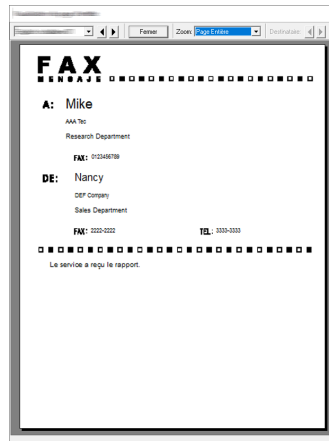 Fermer Zoom: Page Entière Destinataire:
FAX
MENSAJE
A: Mike
AAA Tec
Research Department
FAX: 0123456789
DE: Nancy
DEF Company
Sales Department
FAX: 2222-2222 TEL: 3333-3333
Le service a reçu le rapport.